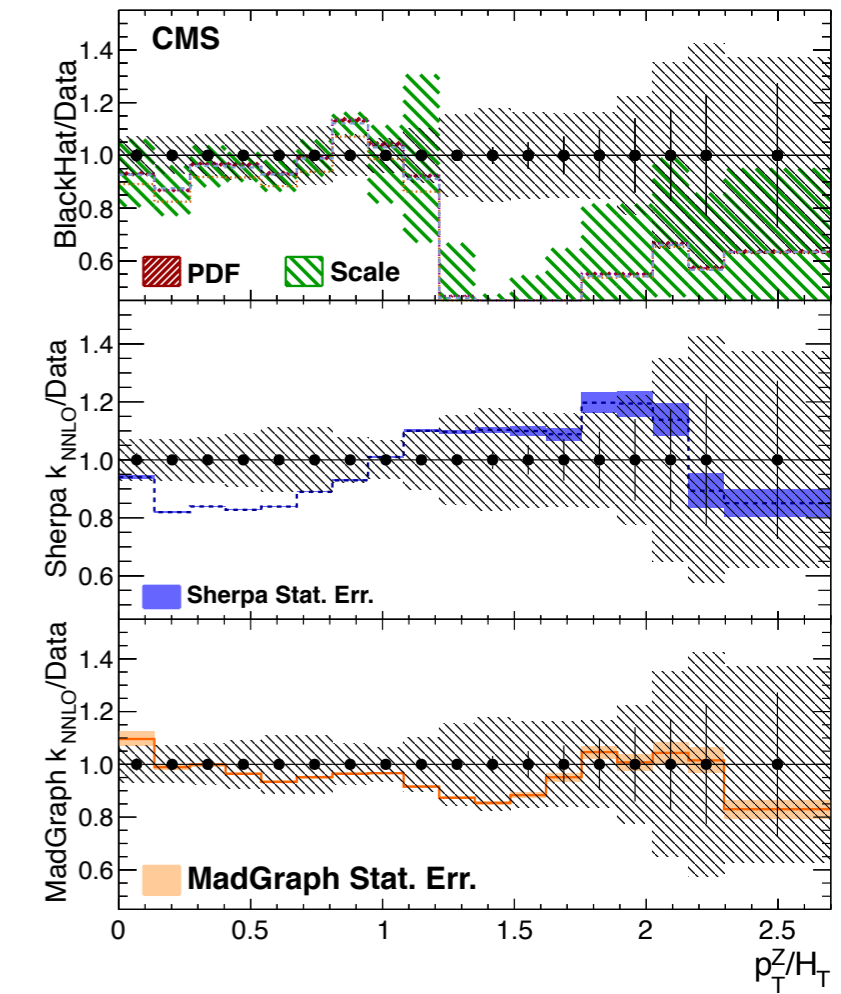 CMS
BlackHat/Data
1.4
1.2
1.0
0.8
0.6
PDF
Scale
Sherpa k_NNLO/Data
1.4
1.2
1.0
0.8
0.6
Sherpa Stat. Err.
MadGraph k_NNLO/Data
1.4
1.2
1.0
0.8
0.6
MadGraph Stat. Err.
0 0.5 1 1.5 2 2.5
p_T^Z/H_T